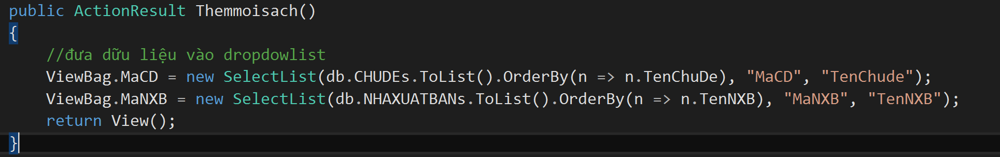 public ActionResult Themmoisach()
{
//đưa dữu liệu vào dropdowlist
ViewBag.MaCD = new SelectList(db.CHUDEs.ToList().OrderBy(n => n.TenChuDe), "MaCD", "TenChude");
ViewBag.MaNXB = new SelectList(db.NHAXUATBANs.ToList().OrderBy(n => n.TenNXB), "MaNXB", "TenNXB");
return View();
}